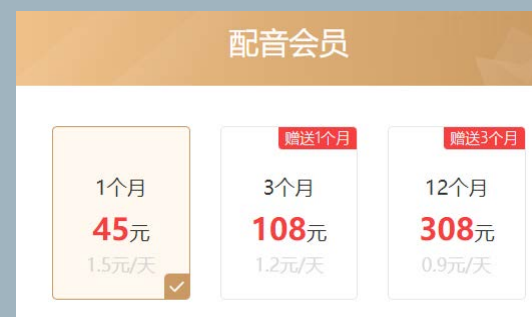 配音会员
赠送1个月
赠送3个月
1个月
3个月
12个月
45元
108元
308元
1.5元/天
1.2元/天
0.9元/天